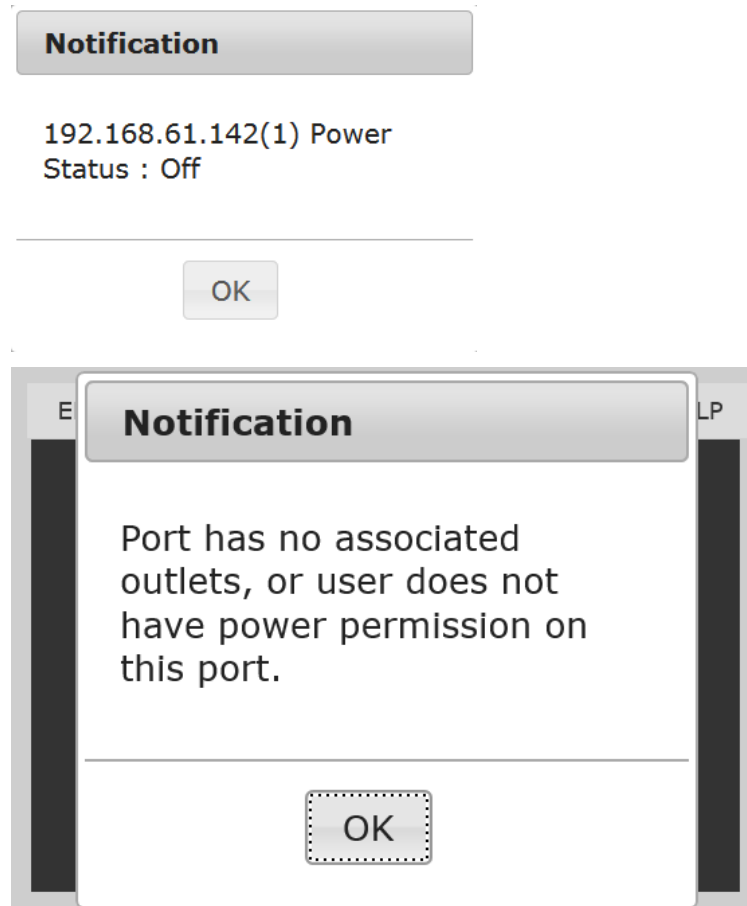 Notification
192.168.61.142(1) Power
Status : Off
OK
E
LP
Notification
Port has no associated
outlets, or user does not
have power permission on
this port.
OK